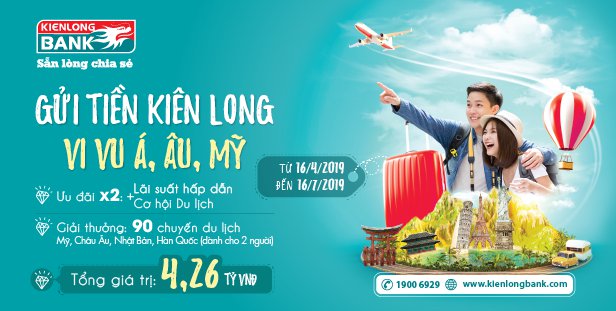 KIENLONG
BANK
Sẵn lòng chia sẻ
GỬI TIỀN KIÊN LONG
VI VU Á, ÂU, MỸ
TỪ 16/4/2019
ĐẾN 16/7/2019
Ưu đãi x2: +Lãi suất hấp dẫn
+Cơ hội Du lịch
Giải thưởng: 90 chuyến du lịch
Mỹ, Châu Âu, Nhật Bản, Hàn Quốc (dành cho 2 người)
Tổng giá trị: 4,26 TỶ VNĐ
1900 6929 www.kienlongbank.com